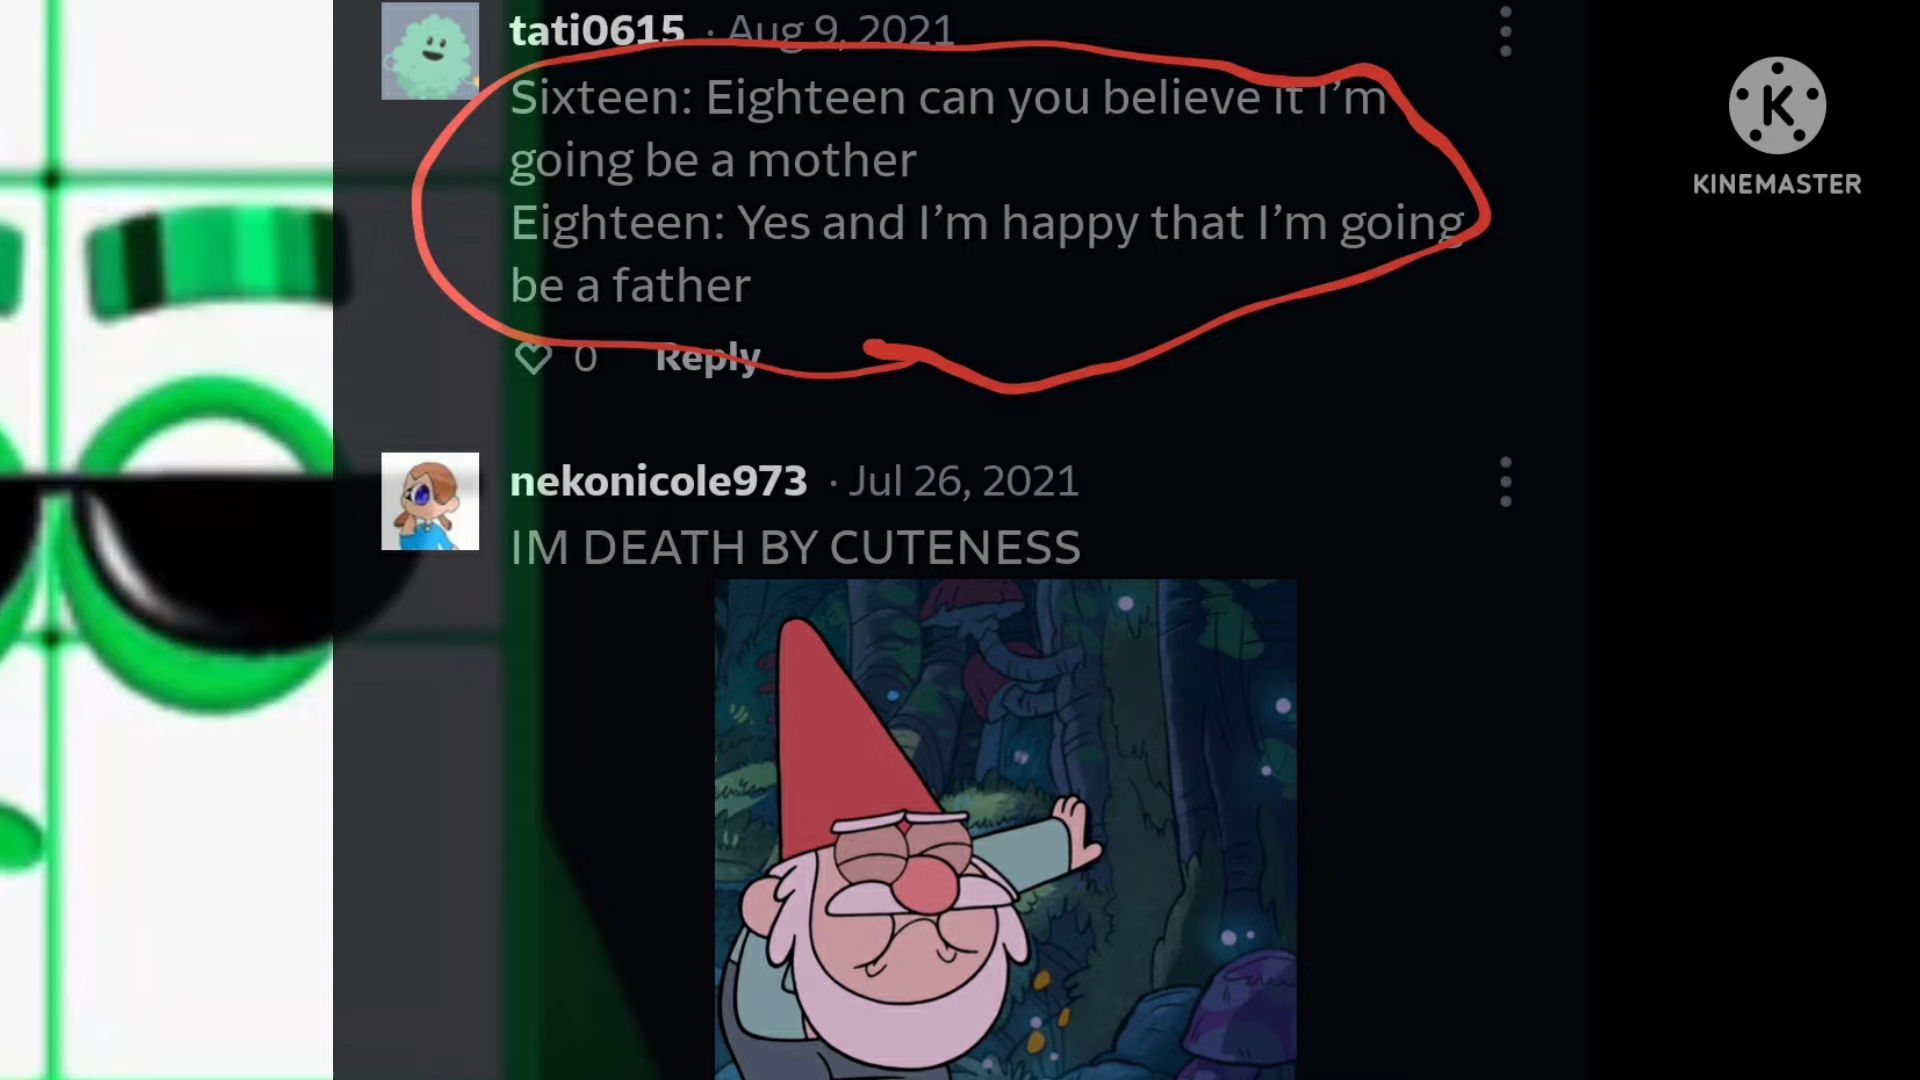 tati0615 · Aug 9, 2021
Sixteen: Eighteen can you believe it I’m
going be a mother
Eighteen: Yes and I’m happy that I’m going
be a father
0 Reply
nekonicole973 · Jul 26, 2021
IM DEATH BY CUTENESS
K
KINEMASTER